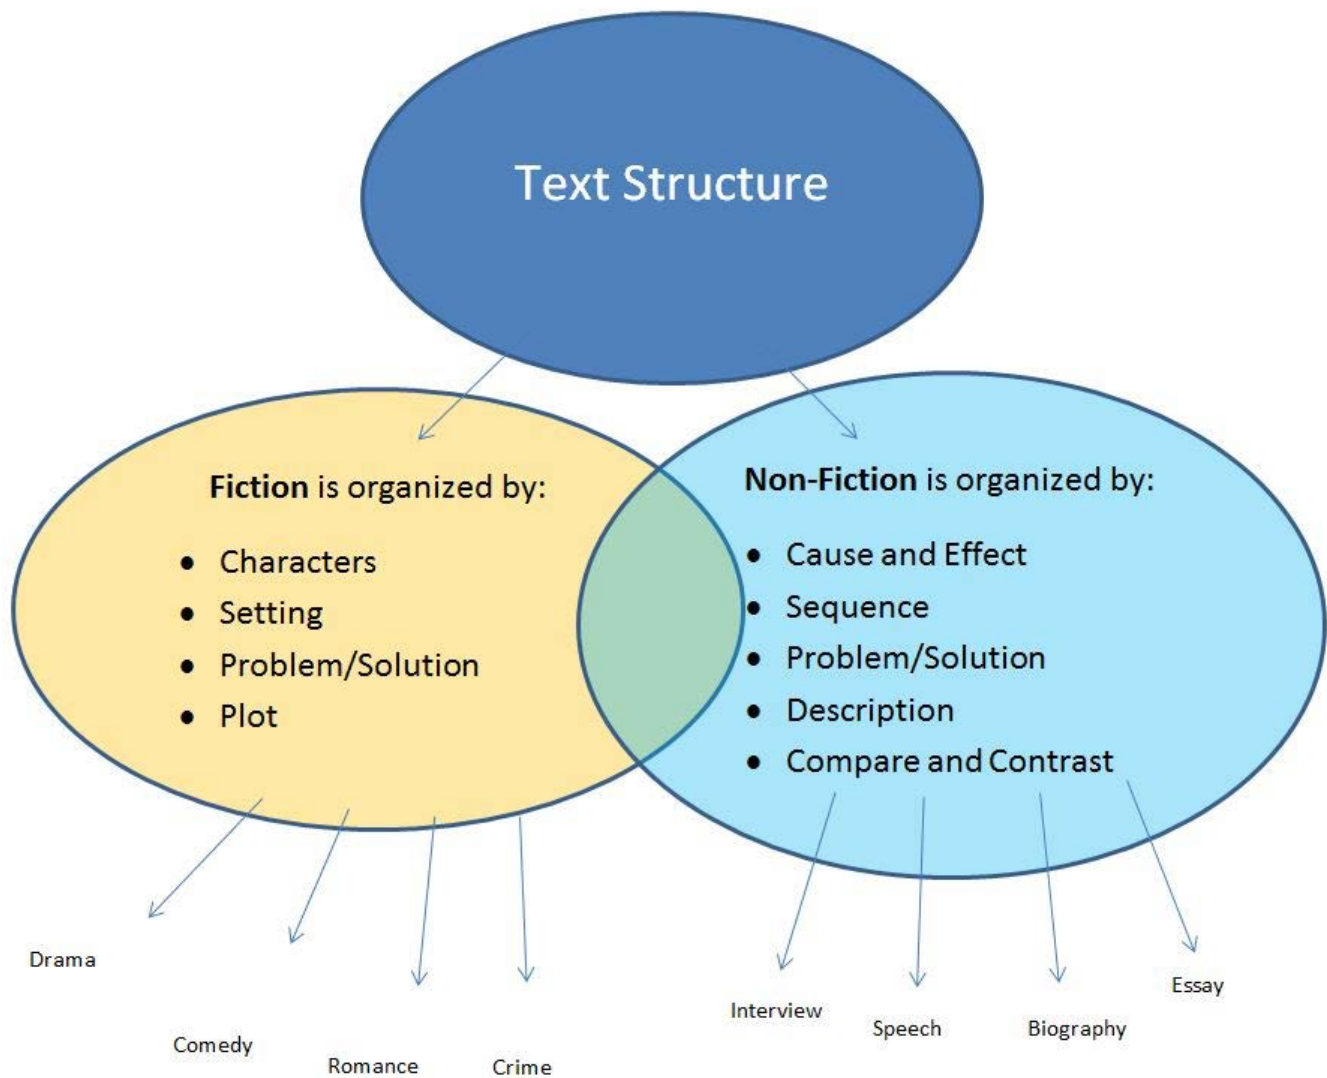 Text Structure
Fiction is organized by:
• Characters
• Setting
• Problem/Solution
• Plot
Non-Fiction is organized by:
• Cause and Effect
• Sequence
• Problem/Solution
• Description
• Compare and Contrast
Drama
Comedy
Romance
Crime
Interview
Speech
Biography
Essay